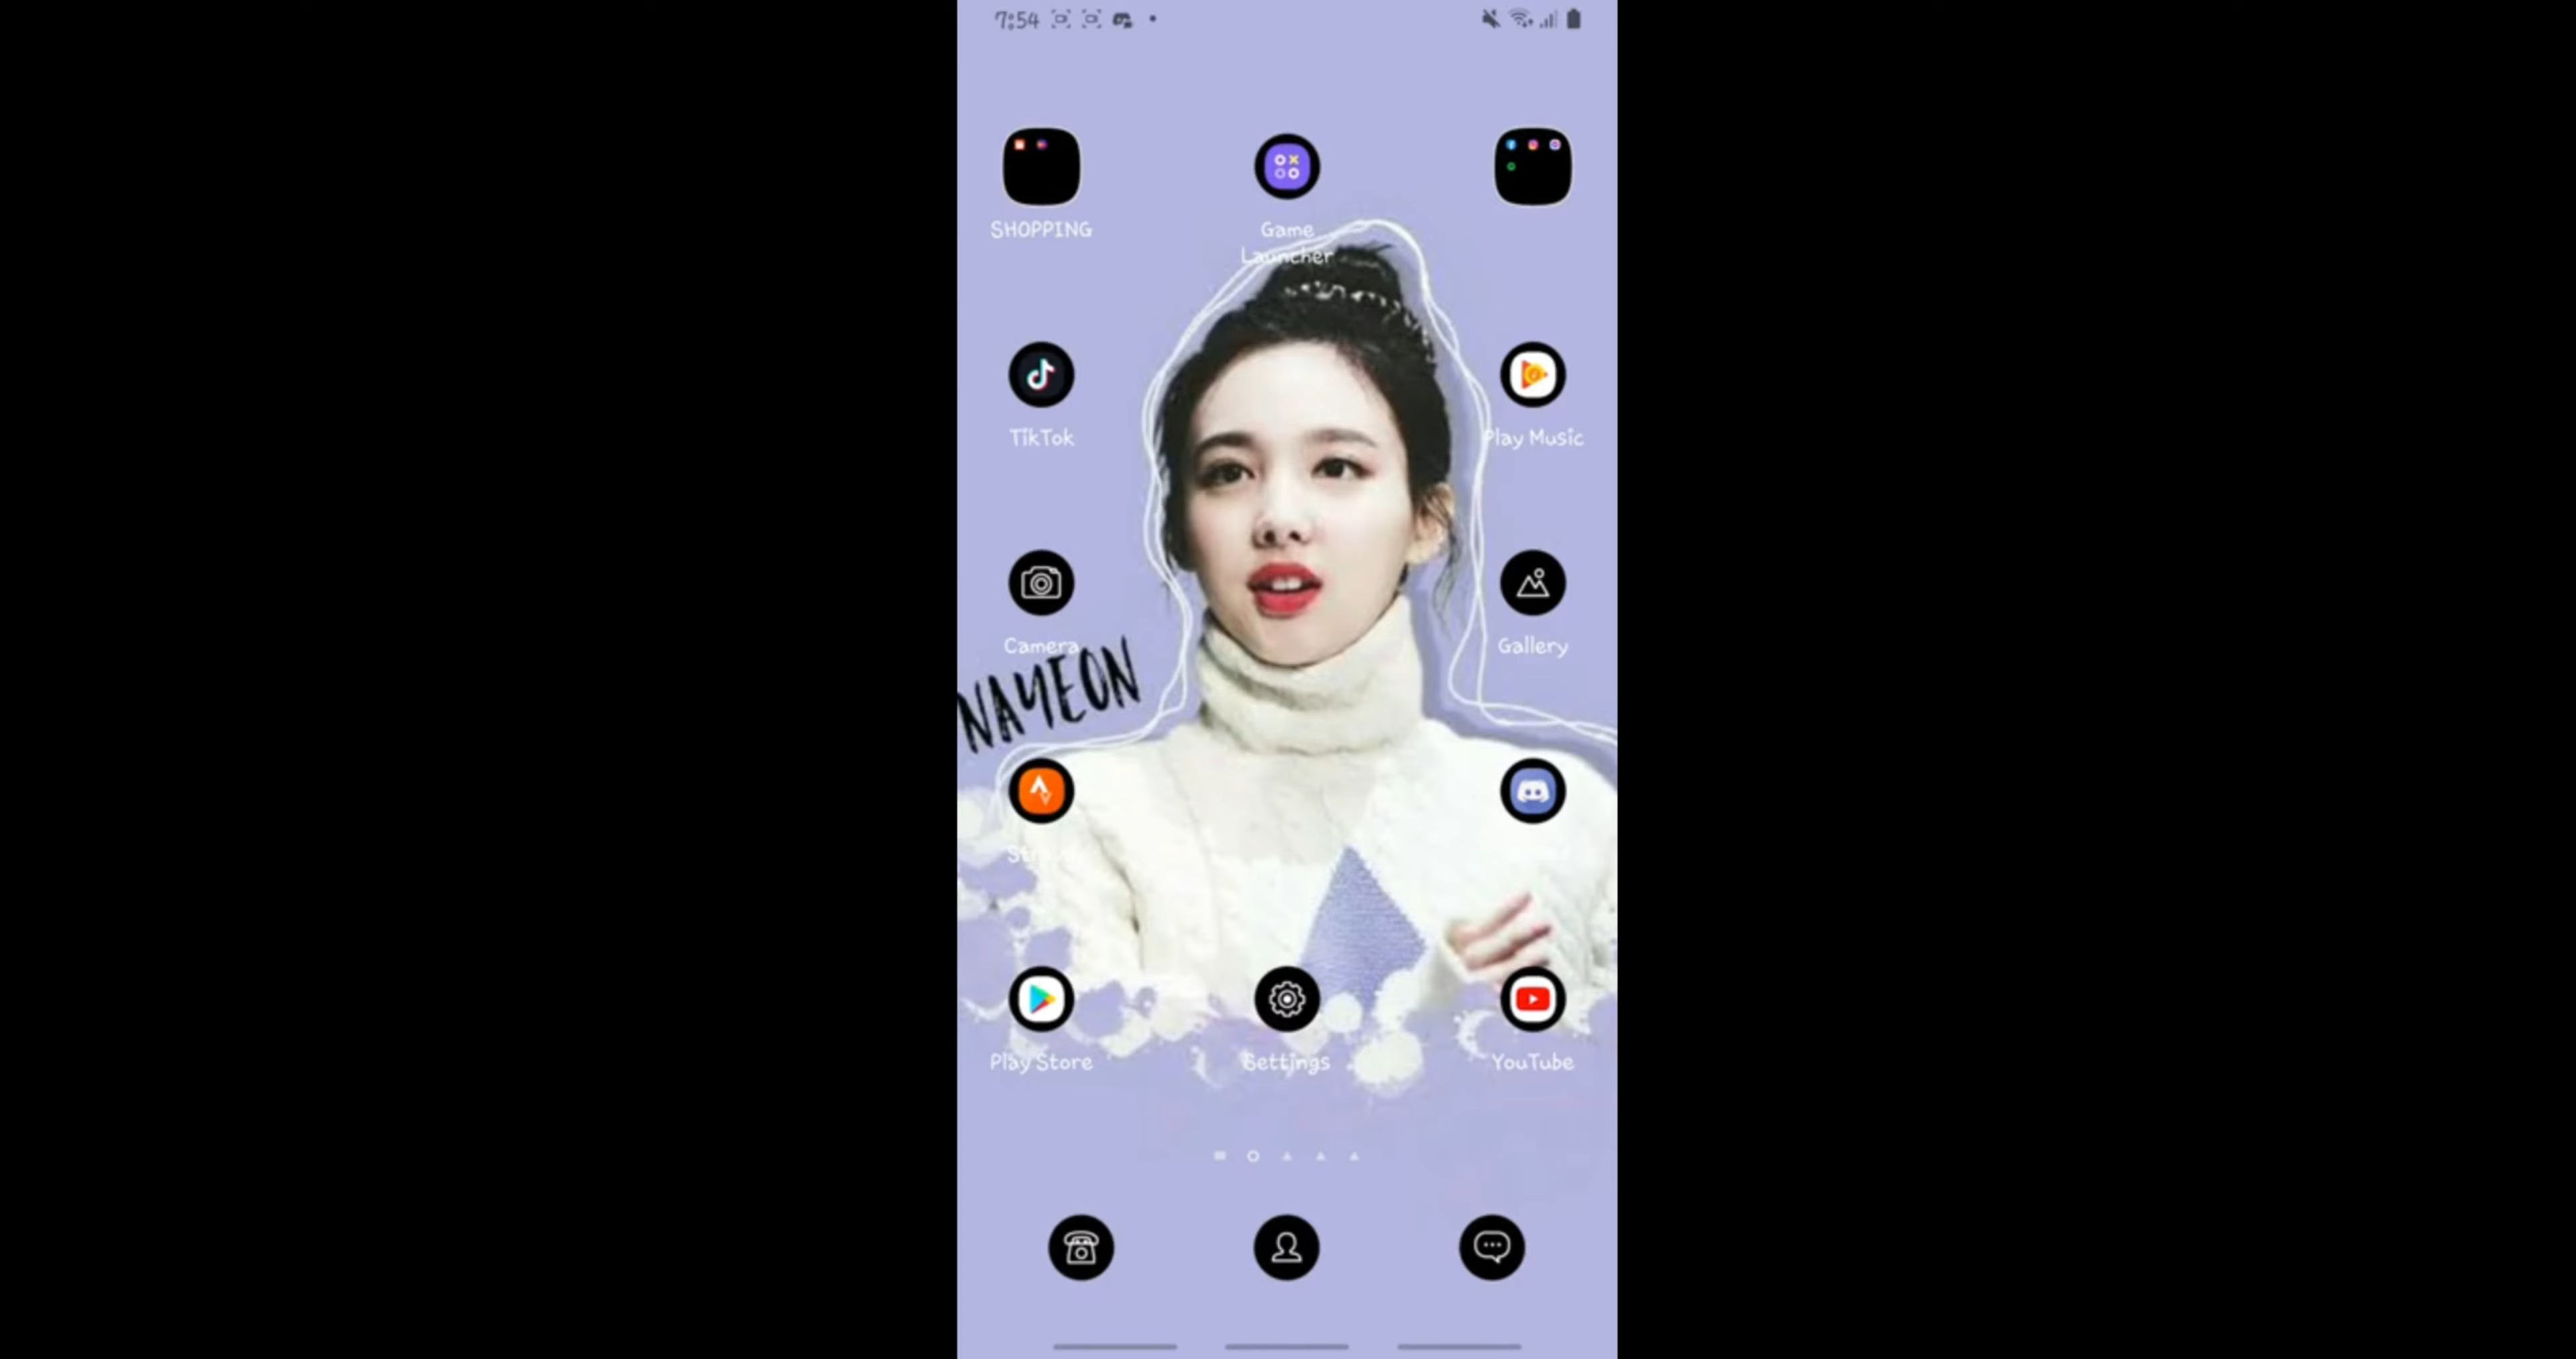 7:54
SHOPPING
Game
Launcher
TikTok
Play Music
Camera
Gallery
NAYEON
Play Store
Settings
YouTube